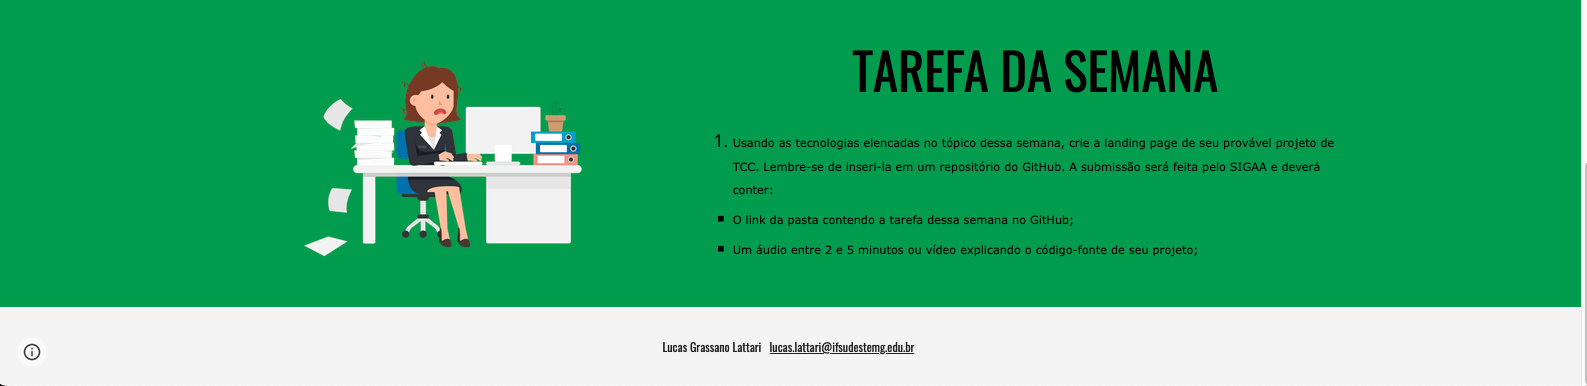 TAREFA DA SEMANA
1. Usando as tecnologias elencadas no tópico dessa semana, crie a landing page de seu provável projeto de
TCC. Lembre-se de inseri-la em um repositório do GitHub. A submissão será feita pelo SIGAA e deverá
conter:
▪ O link da pasta contendo a tarefa dessa semana no GitHub;
▪ Um áudio entre 2 e 5 minutos ou vídeo explicando o código-fonte de seu projeto;
Lucas Grassano Lattari lucas.lattari@ifsudestemg.edu.br